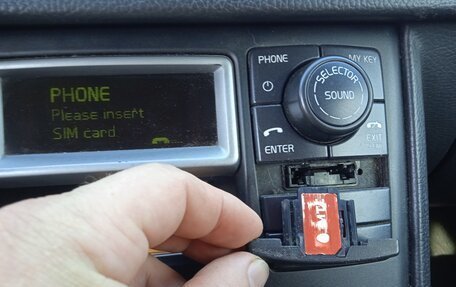 PHONE
Please insert
SIM card
PHONE
MY KEY
SELECTOR
SOUND
ENTER
EXIT